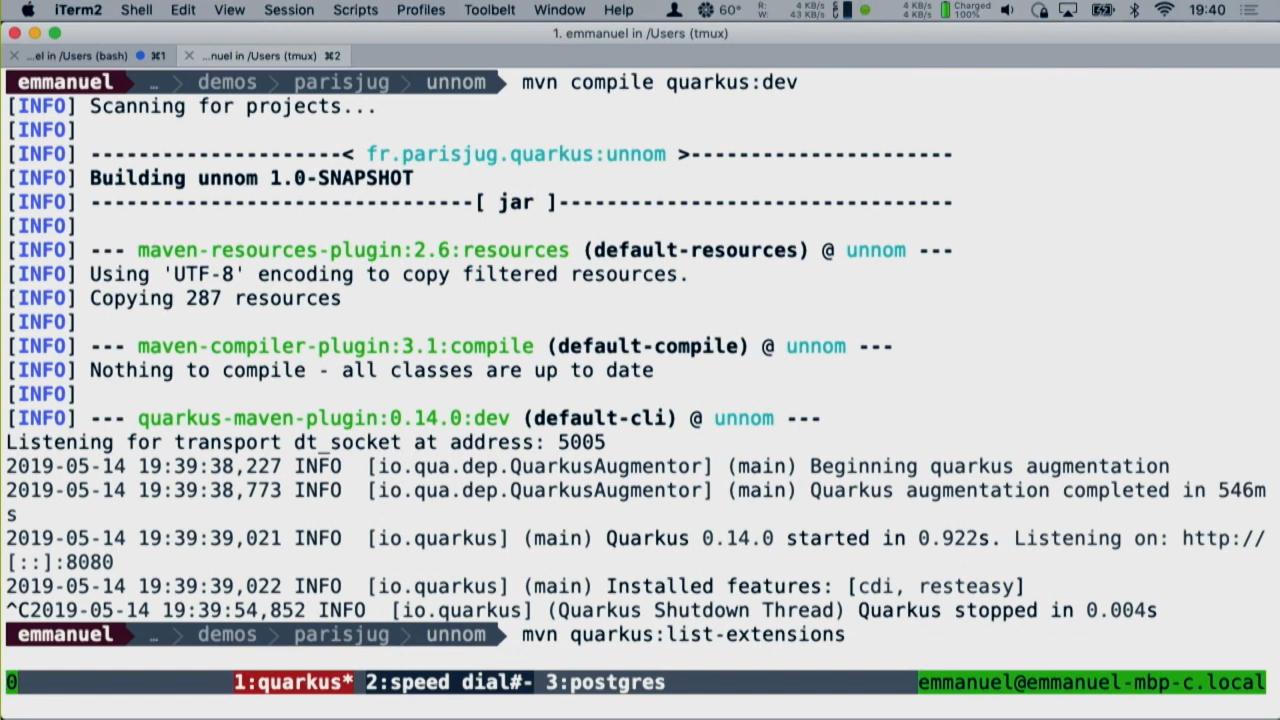 iTerm2 Shell Edit View Session Scripts Profiles Toolbelt Window Help 60° R: 4 KB/s 4 KB/s Charged 19:40
W: 43 KB/s 4 KB/s 100%
1. emmanuel in /Users (tmux)
...el in /Users (bash) ⌘1 ...nuel in /Users (tmux) ⌘2
emmanuel … demos parisjug unnom mvn compile quarkus:dev
[INFO] Scanning for projects...
[INFO]
[INFO] ---------------------< fr.parisjug.quarkus:unnom >----------------------
[INFO] Building unnom 1.0-SNAPSHOT
[INFO] --------------------------------[ jar ]---------------------------------
[INFO]
[INFO] --- maven-resources-plugin:2.6:resources (default-resources) @ unnom ---
[INFO] Using 'UTF-8' encoding to copy filtered resources.
[INFO] Copying 287 resources
[INFO]
[INFO] --- maven-compiler-plugin:3.1:compile (default-compile) @ unnom ---
[INFO] Nothing to compile - all classes are up to date
[INFO]
[INFO] --- quarkus-maven-plugin:0.14.0:dev (default-cli) @ unnom ---
Listening for transport dt_socket at address: 5005
2019-05-14 19:39:38,227 INFO  [io.qua.dep.QuarkusAugmentor] (main) Beginning quarkus augmentation
2019-05-14 19:39:38,773 INFO  [io.qua.dep.QuarkusAugmentor] (main) Quarkus augmentation completed in 546m
s
2019-05-14 19:39:39,021 INFO  [io.quarkus] (main) Quarkus 0.14.0 started in 0.922s. Listening on: http://
[::]:8080
2019-05-14 19:39:39,022 INFO  [io.quarkus] (main) Installed features: [cdi, resteasy]
^C2019-05-14 19:39:54,852 INFO  [io.quarkus] (Quarkus Shutdown Thread) Quarkus stopped in 0.004s
emmanuel … demos parisjug unnom mvn quarkus:list-extensions
0 1:quarkus* 2:speed dial#- 3:postgres emmanuel@emmanuel-mbp-c.local